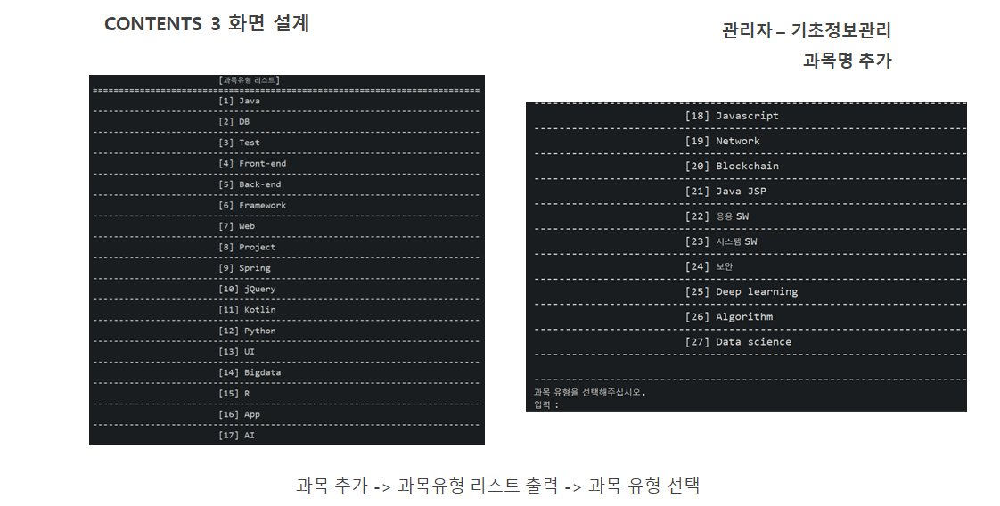 CONTENTS 3 화면 설계
관리자 – 기초정보관리
과목명 추가
[과목유형 리스트]
[1] Java
[2] DB
[3] Test
[4] Front-end
[5] Back-end
[6] Framework
[7] Web
[8] Project
[9] Spring
[10] jQuery
[11] Kotlin
[12] Python
[13] UI
[14] Bigdata
[15] R
[16] App
[17] AI
[18] Javascript
[19] Network
[20] Blockchain
[21] Java JSP
[22] 응용 SW
[23] 시스템 SW
[24] 보안
[25] Deep learning
[26] Algorithm
[27] Data science
과목 유형을 선택해주십시오.
입력 :
과목 추가 -> 과목유형 리스트 출력 -> 과목 유형 선택